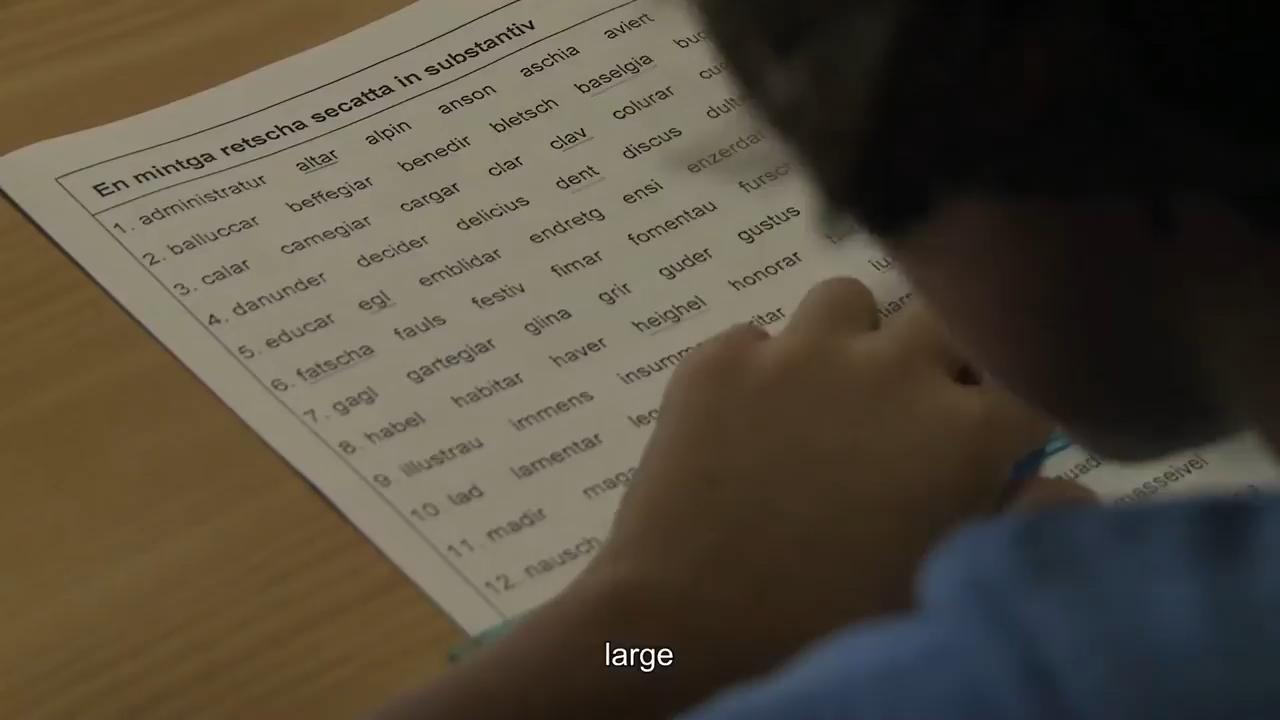 En mintga retscha secatta in substantiv
1. administratur altar alpin anson aschia aviert
2. balluccar beffegiar benedir bletsch baselgia
3. calar carnegiar cargar clar clav colurar
4. danunder decider delicius dent discus
5. educar egl emblidar endretg ensi
6. fatscha fauls festiv fimar fomentau
7. gagl gartegiar glina grir guder gustus
8. habel habitar haver heighel honorar
9. illustrau immens
10. lad lamentar
11. madir masseivel
12. nausch
large